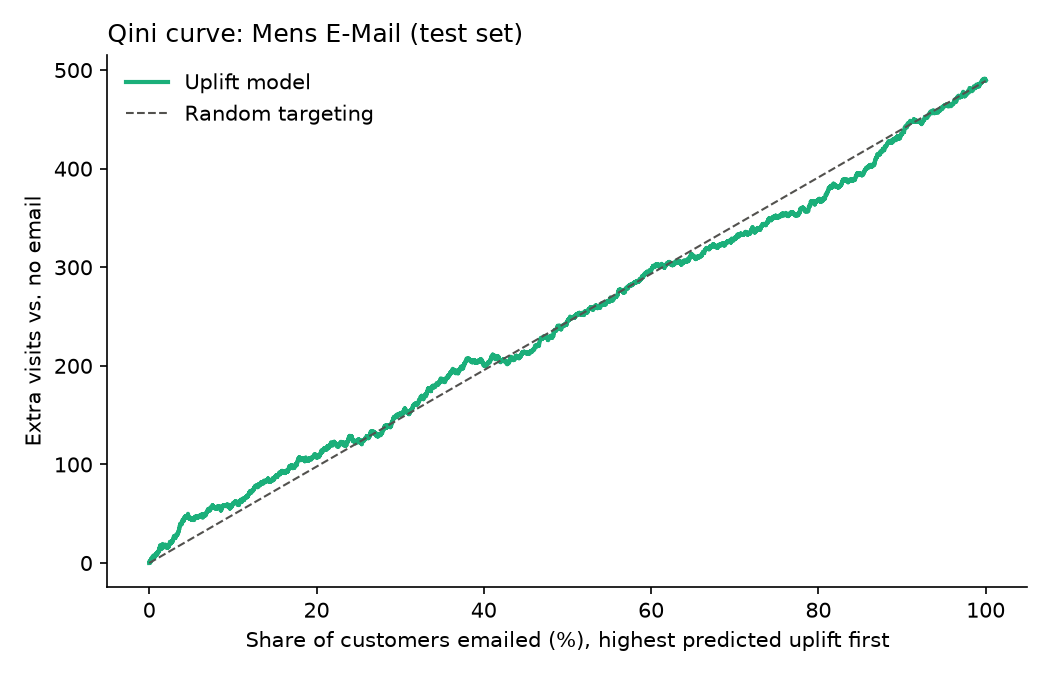 Qini curve: Mens E-Mail (test set)
Uplift model
Random targeting
Extra visits vs. no email
500
400
300
200
100
0
0 20 40 60 80 100
Share of customers emailed (%), highest predicted uplift first